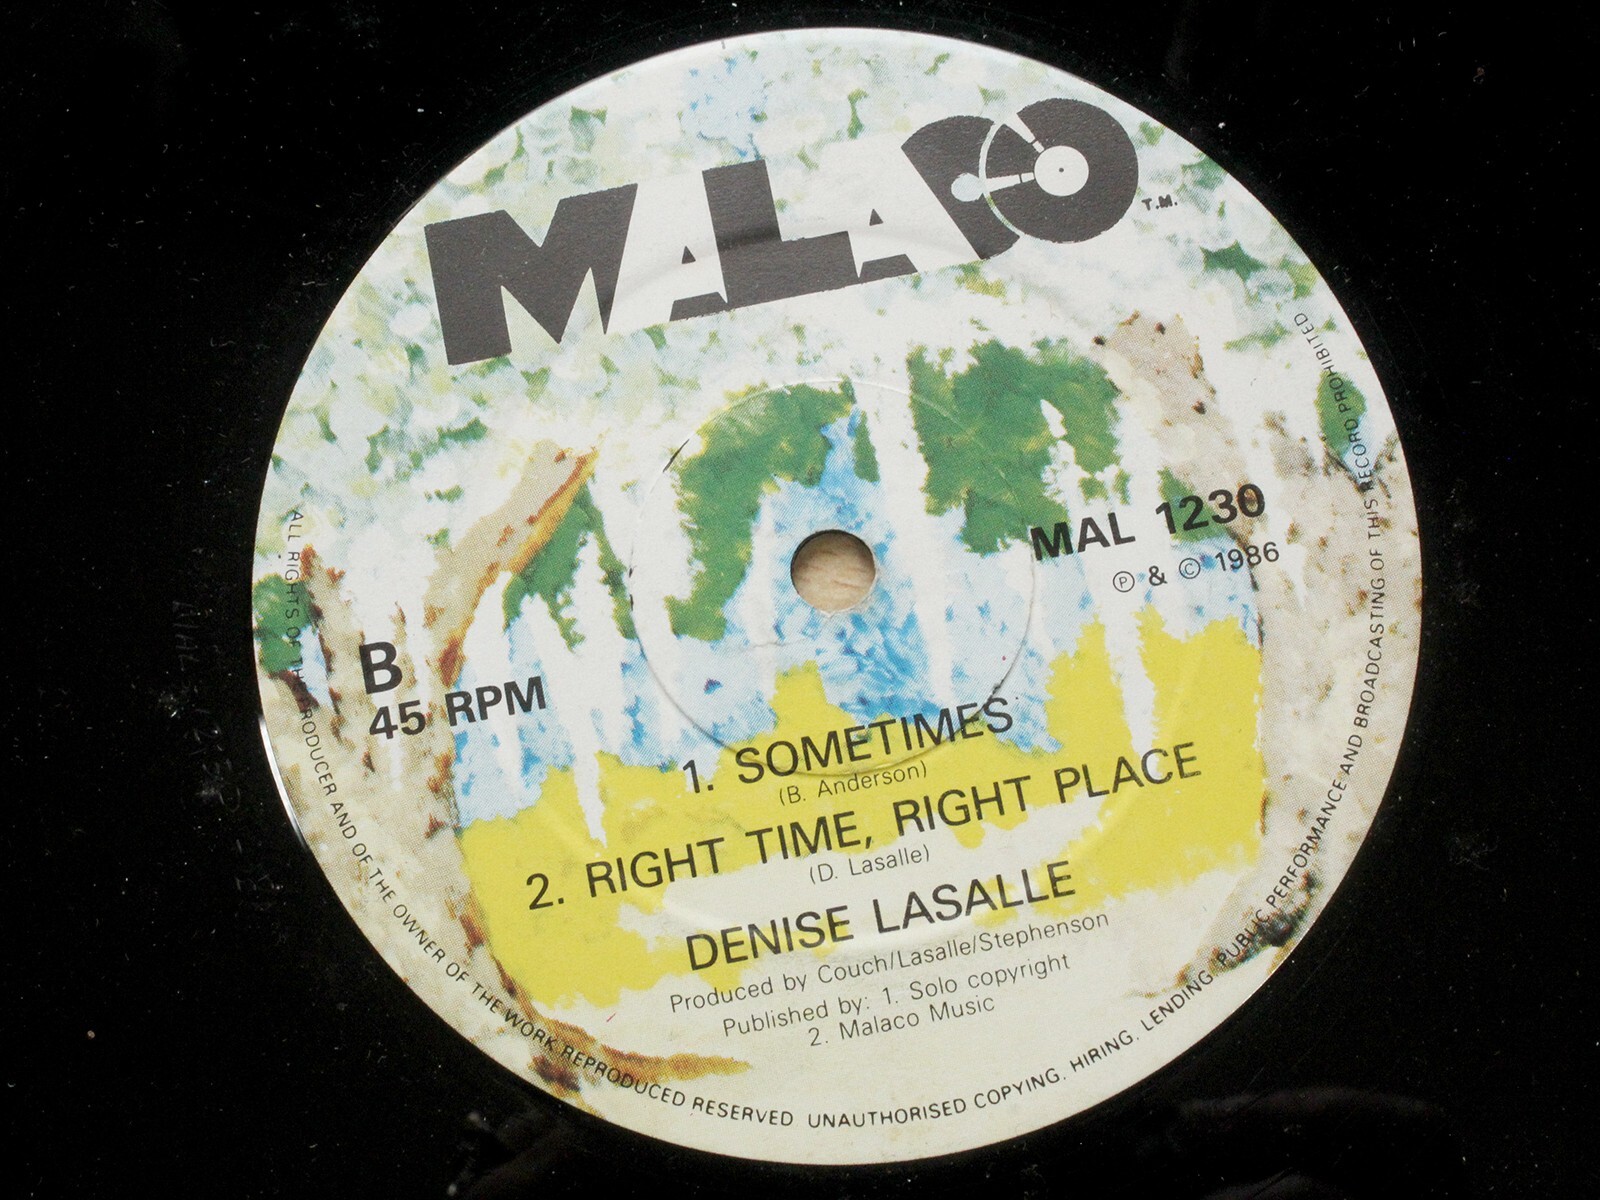 MALACO T.M.
MAL 1230
Ⓟ & © 1986
B
45 RPM
1. SOMETIMES
(B. Anderson)
2. RIGHT TIME, RIGHT PLACE
(D. Lasalle)
DENISE LASALLE
Produced by Couch/Lasalle/Stephenson
Published by: 1. Solo copyright
2. Malaco Music
ALL RIGHTS OF THE PRODUCER AND OF THE OWNER OF THE WORK REPRODUCED RESERVED UNAUTHORISED COPYING. HIRING. LENDING. PUBLIC PERFORMANCE AND BROADCASTING OF THIS RECORD PROHIBITED